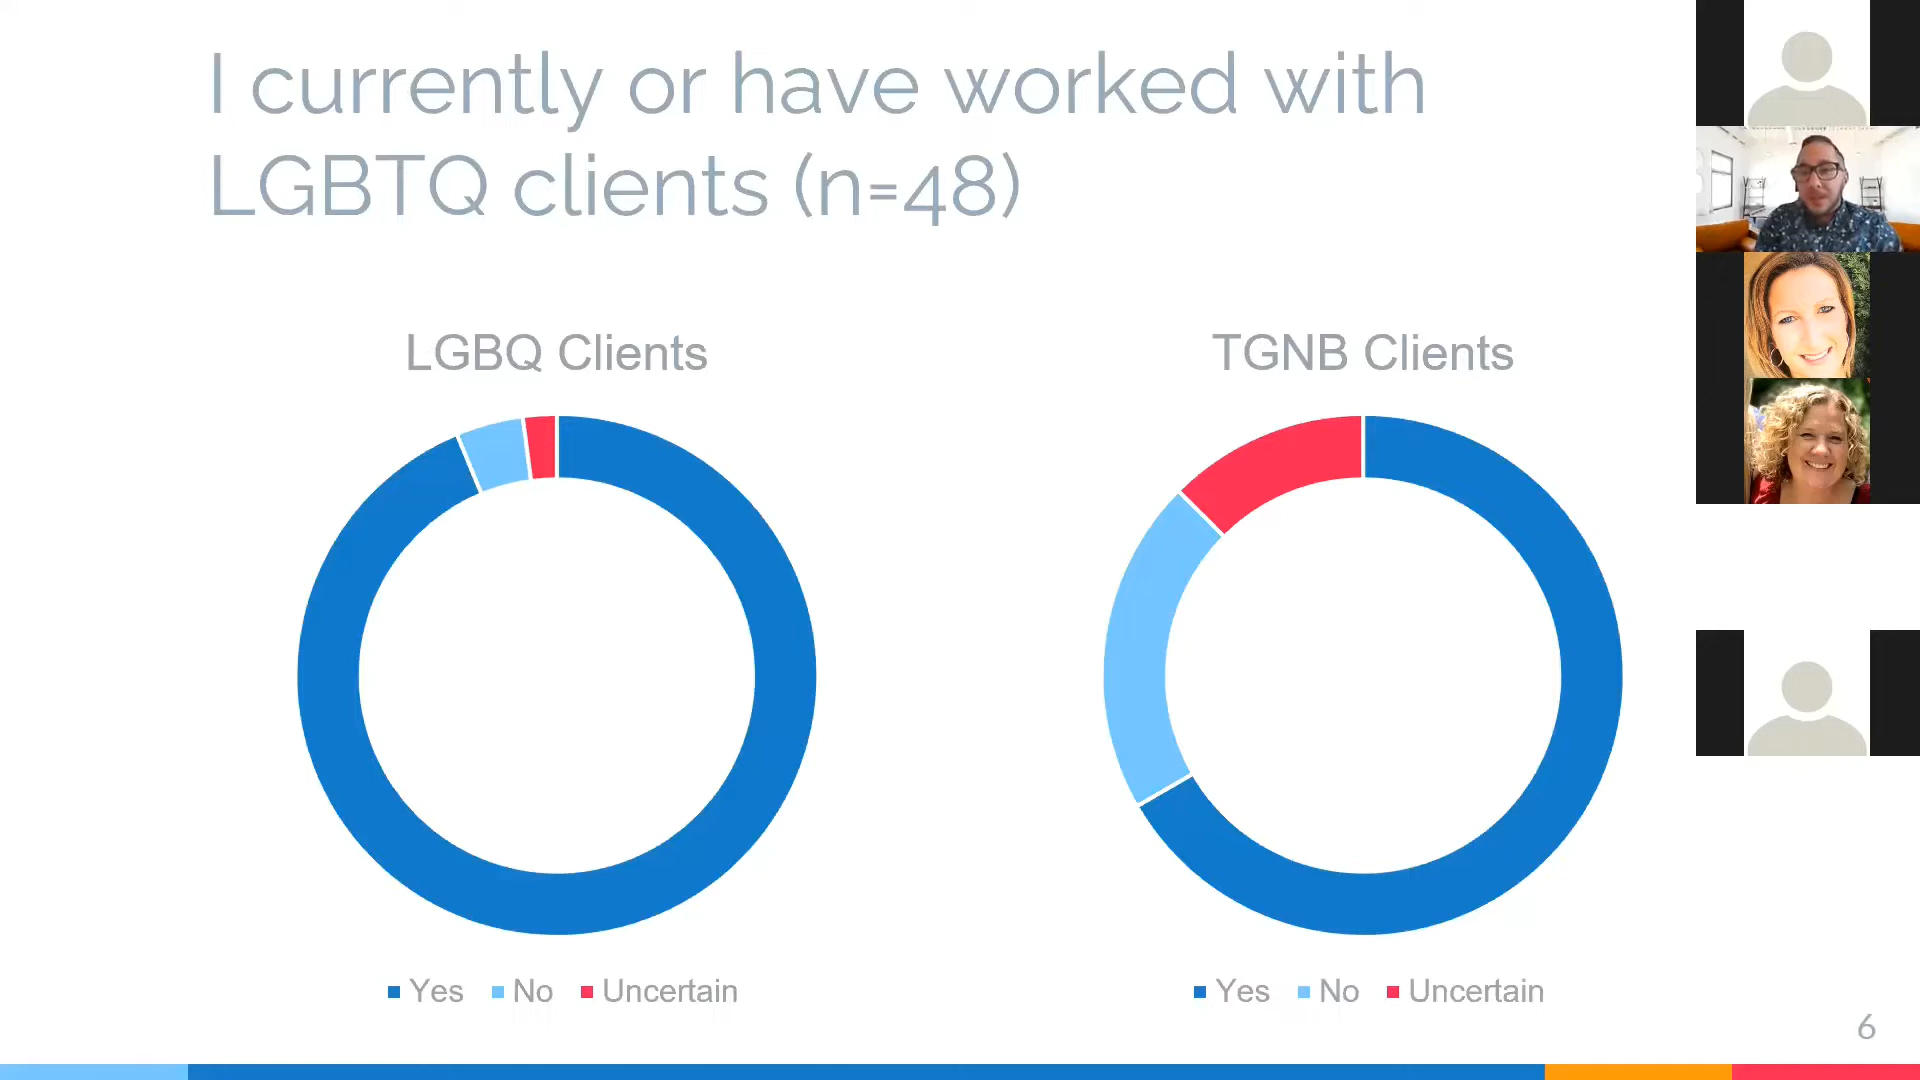 I currently or have worked with
LGBTQ clients (n=48)
LGBQ Clients
TGNB Clients
Yes No Uncertain
Yes No Uncertain
6